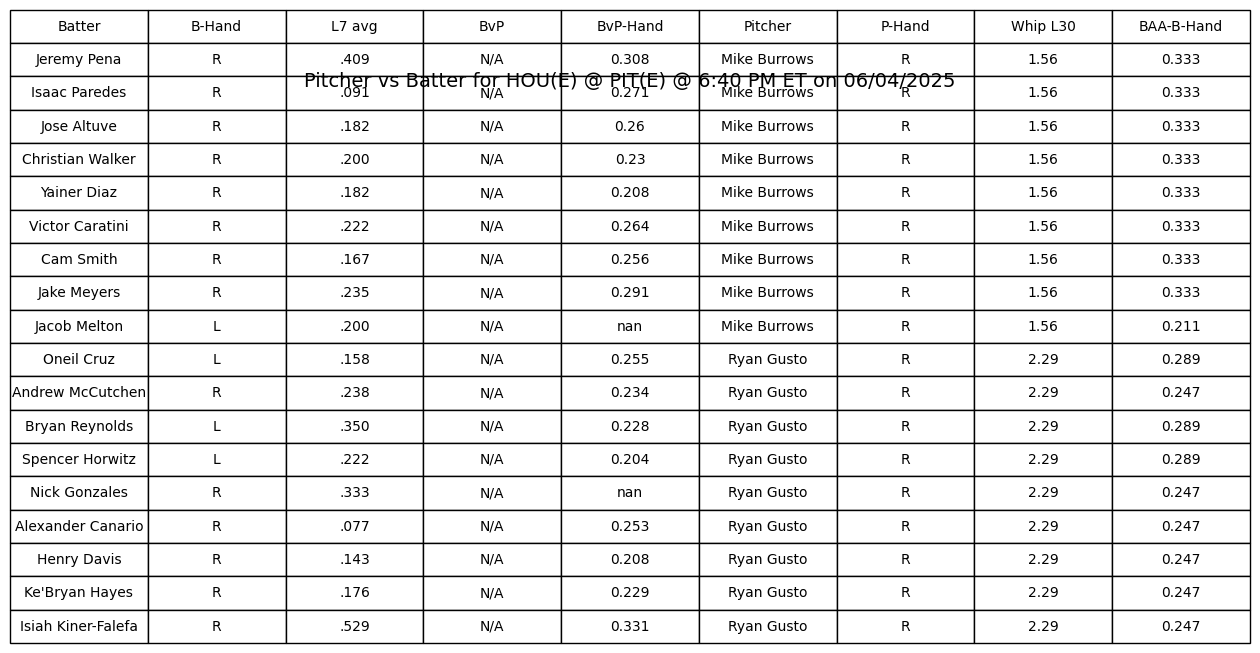 Batter B-Hand L7 avg BvP BvP-Hand Pitcher P-Hand Whip L30 BAA-B-Hand
Jeremy Pena R .409 N/A 0.308 Mike Burrows R 1.56 0.333
Pitcher vs Batter for HOU(E) @ PIT(E) @ 6:40 PM ET on 06/04/2025
Isaac Paredes R .091 N/A 0.271 Mike Burrows R 1.56 0.333
Jose Altuve R .182 N/A 0.26 Mike Burrows R 1.56 0.333
Christian Walker R .200 N/A 0.23 Mike Burrows R 1.56 0.333
Yainer Diaz R .182 N/A 0.208 Mike Burrows R 1.56 0.333
Victor Caratini R .222 N/A 0.264 Mike Burrows R 1.56 0.333
Cam Smith R .167 N/A 0.256 Mike Burrows R 1.56 0.333
Jake Meyers R .235 N/A 0.291 Mike Burrows R 1.56 0.333
Jacob Melton L .200 N/A nan Mike Burrows R 1.56 0.211
Oneil Cruz L .158 N/A 0.255 Ryan Gusto R 2.29 0.289
Andrew McCutchen R .238 N/A 0.234 Ryan Gusto R 2.29 0.247
Bryan Reynolds L .350 N/A 0.228 Ryan Gusto R 2.29 0.289
Spencer Horwitz L .222 N/A 0.204 Ryan Gusto R 2.29 0.289
Nick Gonzales R .333 N/A nan Ryan Gusto R 2.29 0.247
Alexander Canario R .077 N/A 0.253 Ryan Gusto R 2.29 0.247
Henry Davis R .143 N/A 0.208 Ryan Gusto R 2.29 0.247
Ke'Bryan Hayes R .176 N/A 0.229 Ryan Gusto R 2.29 0.247
Isiah Kiner-Falefa R .529 N/A 0.331 Ryan Gusto R 2.29 0.247